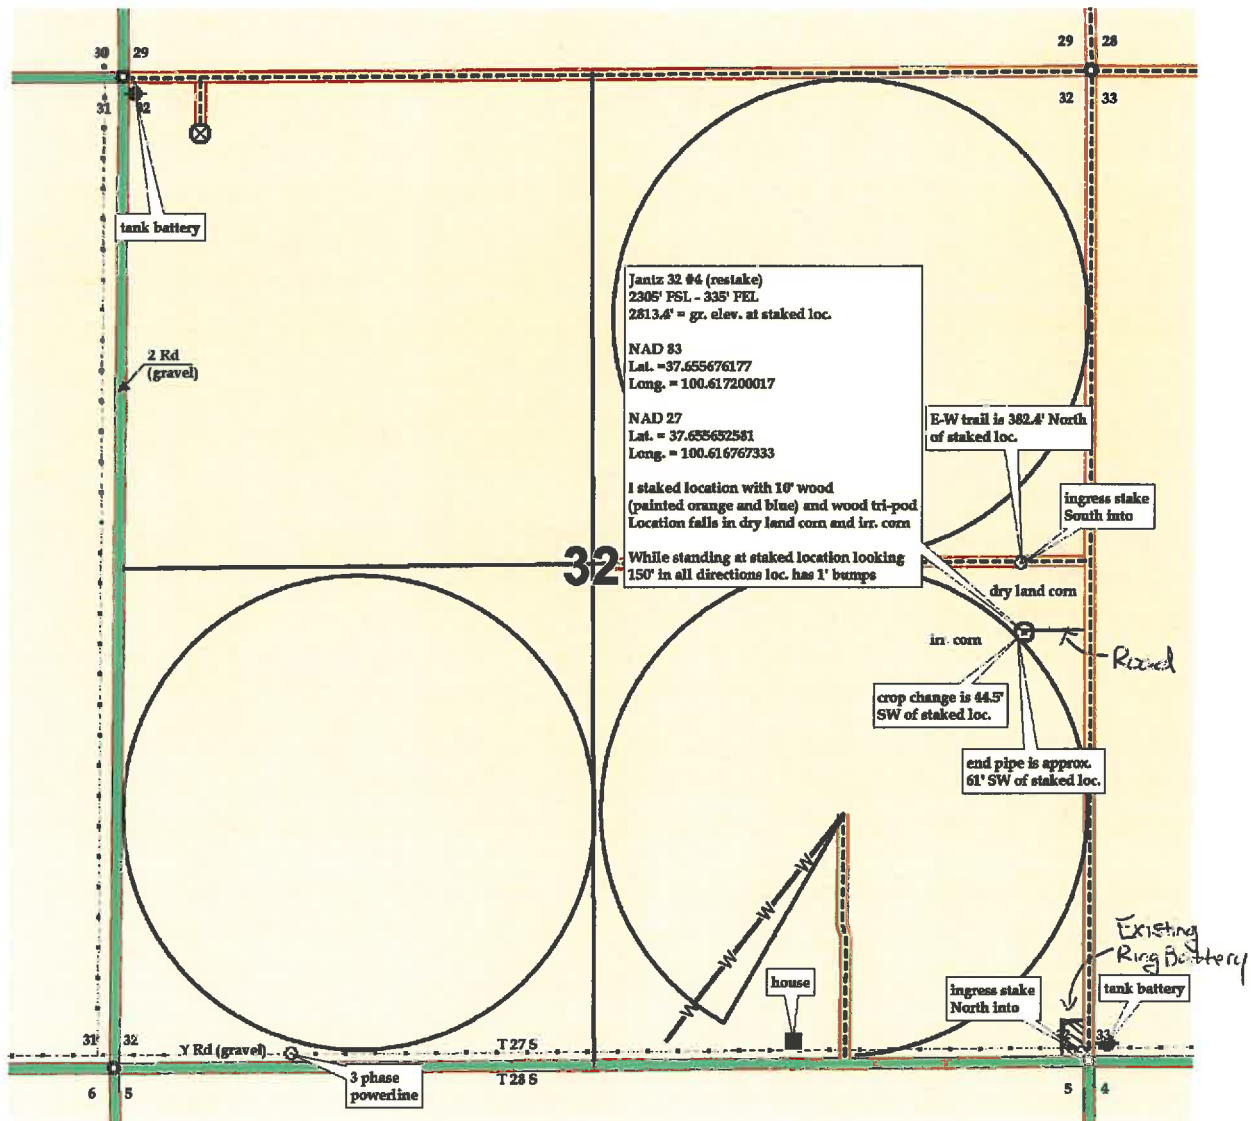 30 29
29 28
31 32
32 33
tank battery
Jantz 32 #4 (restake)
2305' FSL - 335' FEL
2813.4' = gr. elev. at staked loc.
NAD 83
Lat. =37.655676177
Long. = 100.617200017
NAD 27
Lat. = 37.655652581
Long. = 100.616767333
I staked location with 10' wood
(painted orange and blue) and wood tri-pod
Location falls in dry land corn and irr. corn
While standing at staked location looking
150' in all directions loc. has 1' bumps
2 Rd
(gravel)
E-W trail is 382.4' North
of staked loc.
ingress stake
South into
32
dry land corn
irr. corn
Road
crop change is 44.5'
SW of staked loc.
end pipe is approx.
61' SW of staked loc.
W
W
W
W
Existing
Ring Battery
house
ingress stake
North into
tank battery
31 32
33
Y Rd (gravel)
T 27 S
T 28 S
3 phase
powerline
6 5
5 4